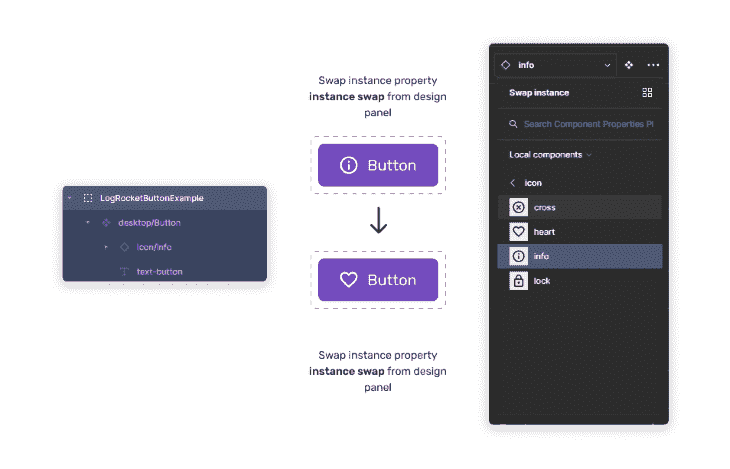 LogRocketButtonExample
desktop/Button
icon/info
text-button
Swap instance property
instance swap from design
panel
Button
Button
Swap instance property
instance swap from design
panel
info
Swap instance
Search Component Properties Pl
Local components
icon
cross
heart
info
lock